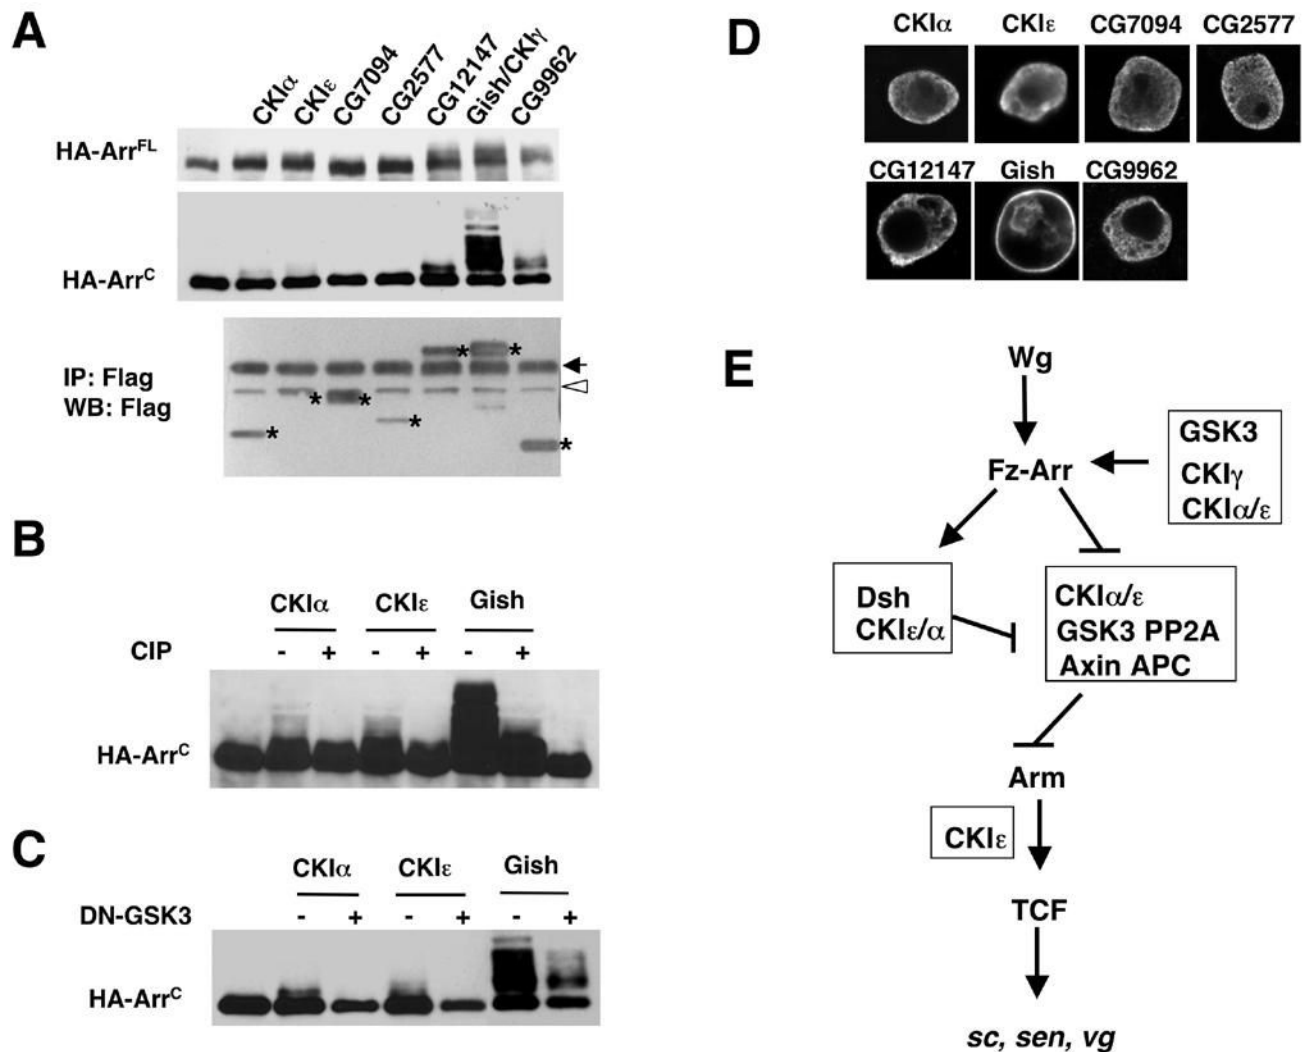 A
CKIα CKIε CG7094 CG2577 CG12147 Gish/CKIγ CG9962
HA-Arr^FL
HA-Arr^C
IP: Flag
WB: Flag
* * * * * * *
B
CKIα CKIε Gish
CIP - + - + - +
HA-Arr^C
C
CKIα CKIε Gish
DN-GSK3 - + - + - +
HA-Arr^C
D
CKIα CKIε CG7094 CG2577
CG12147 Gish CG9962
E
Wg
Fz-Arr
GSK3
CKIγ
CKIα/ε
Dsh
CKIε/α
CKIα/ε
GSK3 PP2A
Axin APC
Arm
CKIε
TCF
sc, sen, vg